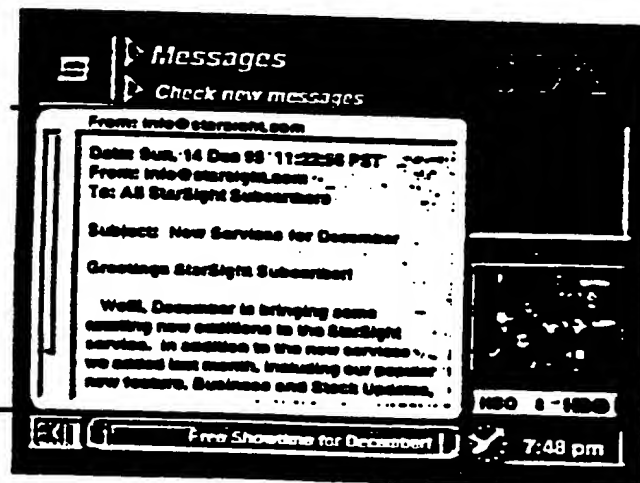 Messages
Check new messages
From: info@starsight.com
Date: Sun, 14 Dec 95 11:22:56 PST
From: info@starsight.com
To: All StarSight Subscribers
Subject: New Services for December
Greetings StarSight Subscriber!
Well, December is bringing some
exciting new additions to the StarSight
service. In addition to the new services
we added last month, including our popular
new feature, Business and Stock Updates,
HBO 8 HBO
EXIT
Free Showtime for December!
7:48 pm